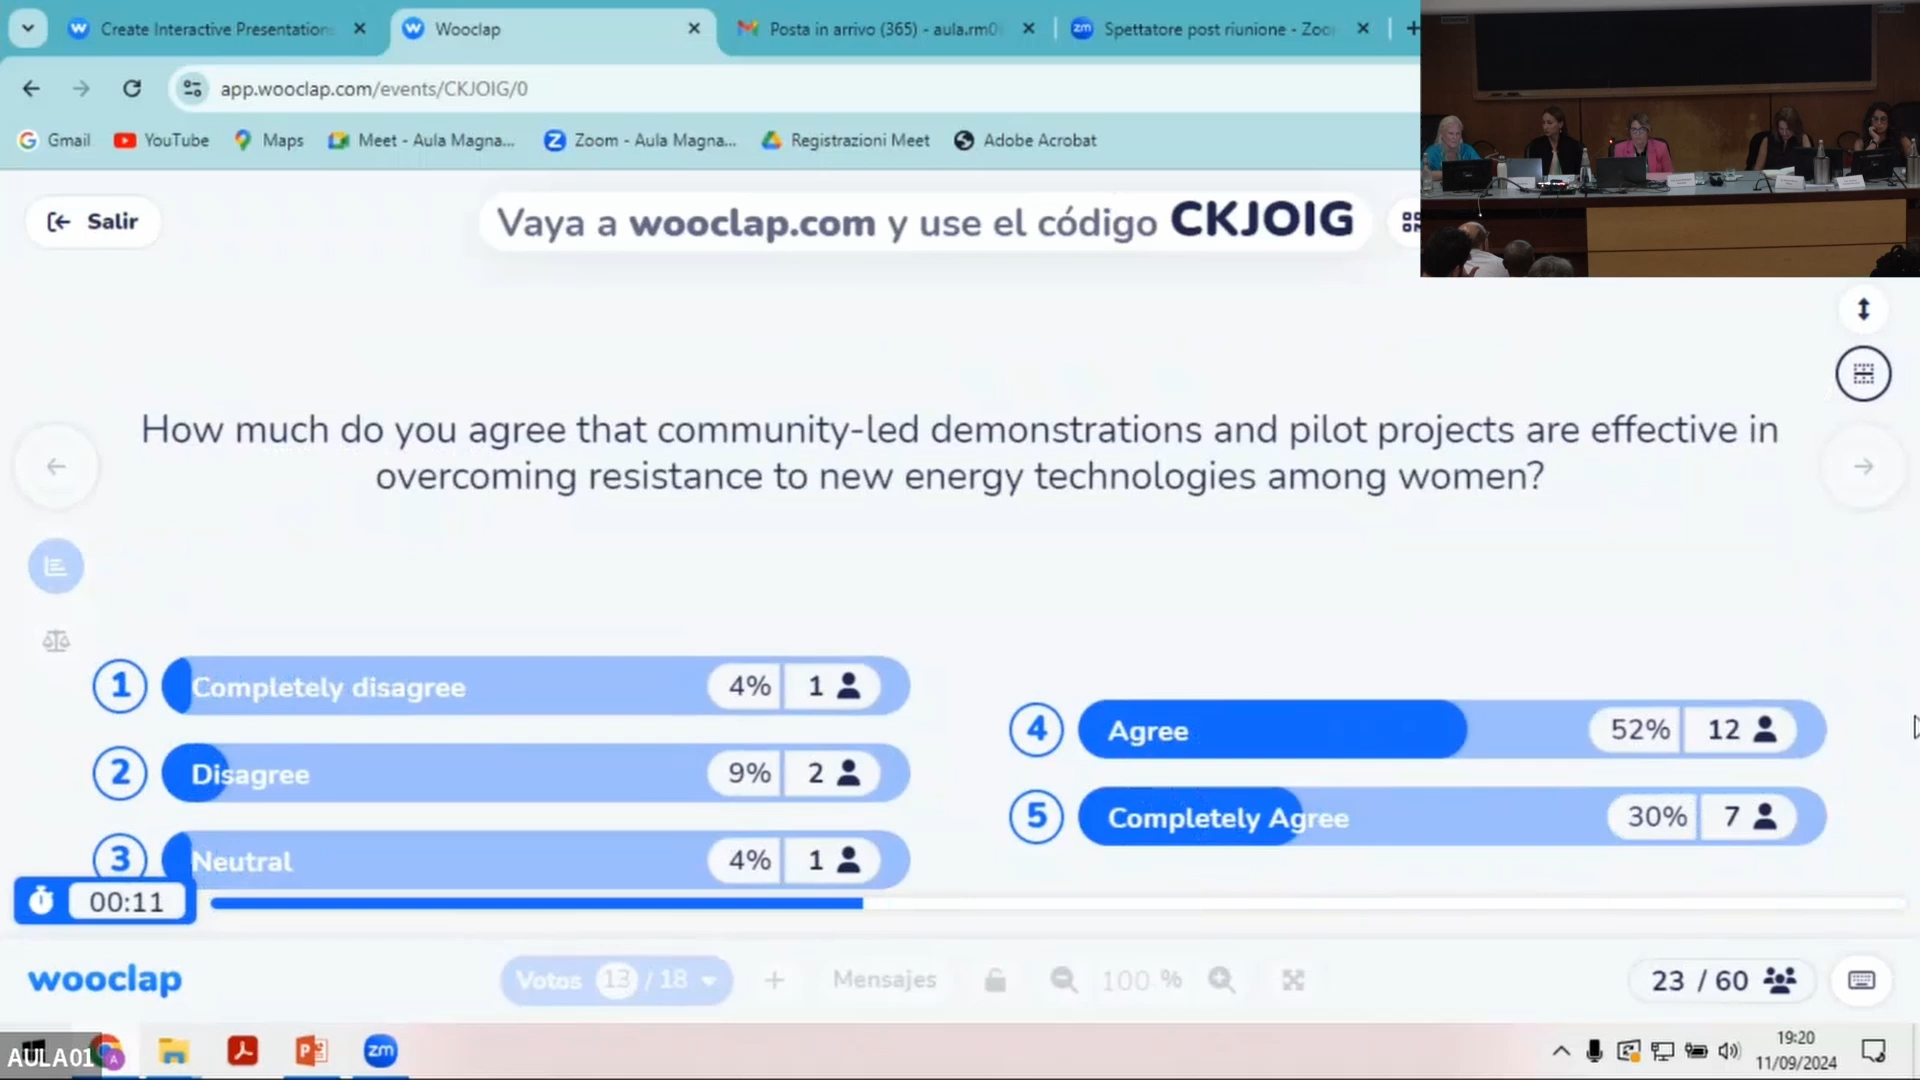 Create Interactive Presentation
Wooclap
Posta in arrivo (365) - aula.rm0
zm
Spettatore post riunione - Zoo
app.wooclap.com/events/CKJOIG/0
Gmail
YouTube
Maps
Meet - Aula Magna...
Zoom - Aula Magna...
Registrazioni Meet
Adobe Acrobat
Salir
Vaya a wooclap.com y use el código CKJOIG
How much do you agree that community-led demonstrations and pilot projects are effective in
overcoming resistance to new energy technologies among women?
1 Completely disagree 4% 1
2 Disagree 9% 2
3 Neutral 4% 1
4 Agree 52% 12
5 Completely Agree 30% 7
00:11
wooclap
Votos 13 / 18
Mensajes
100 %
23 / 60
AULA01
zm
19:20
11/09/2024